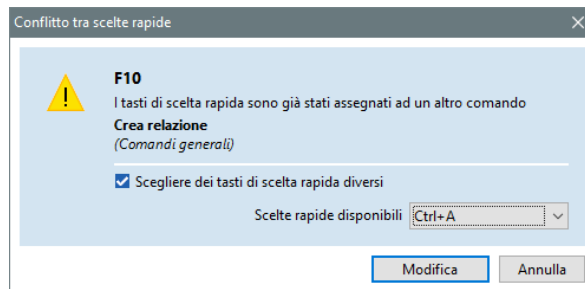 Conflitto tra scelte rapide
F10
I tasti di scelta rapida sono già stati assegnati ad un altro comando
Crea relazione
(Comandi generali)
Scegliere dei tasti di scelta rapida diversi
Scelte rapide disponibili Ctrl+A
Modifica Annulla